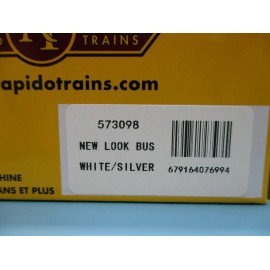 R
TRAINS
apidotrains.com
573098
NEW LOOK BUS
WHITE/SILVER
679164076994
HINE
ANS ET PLUS